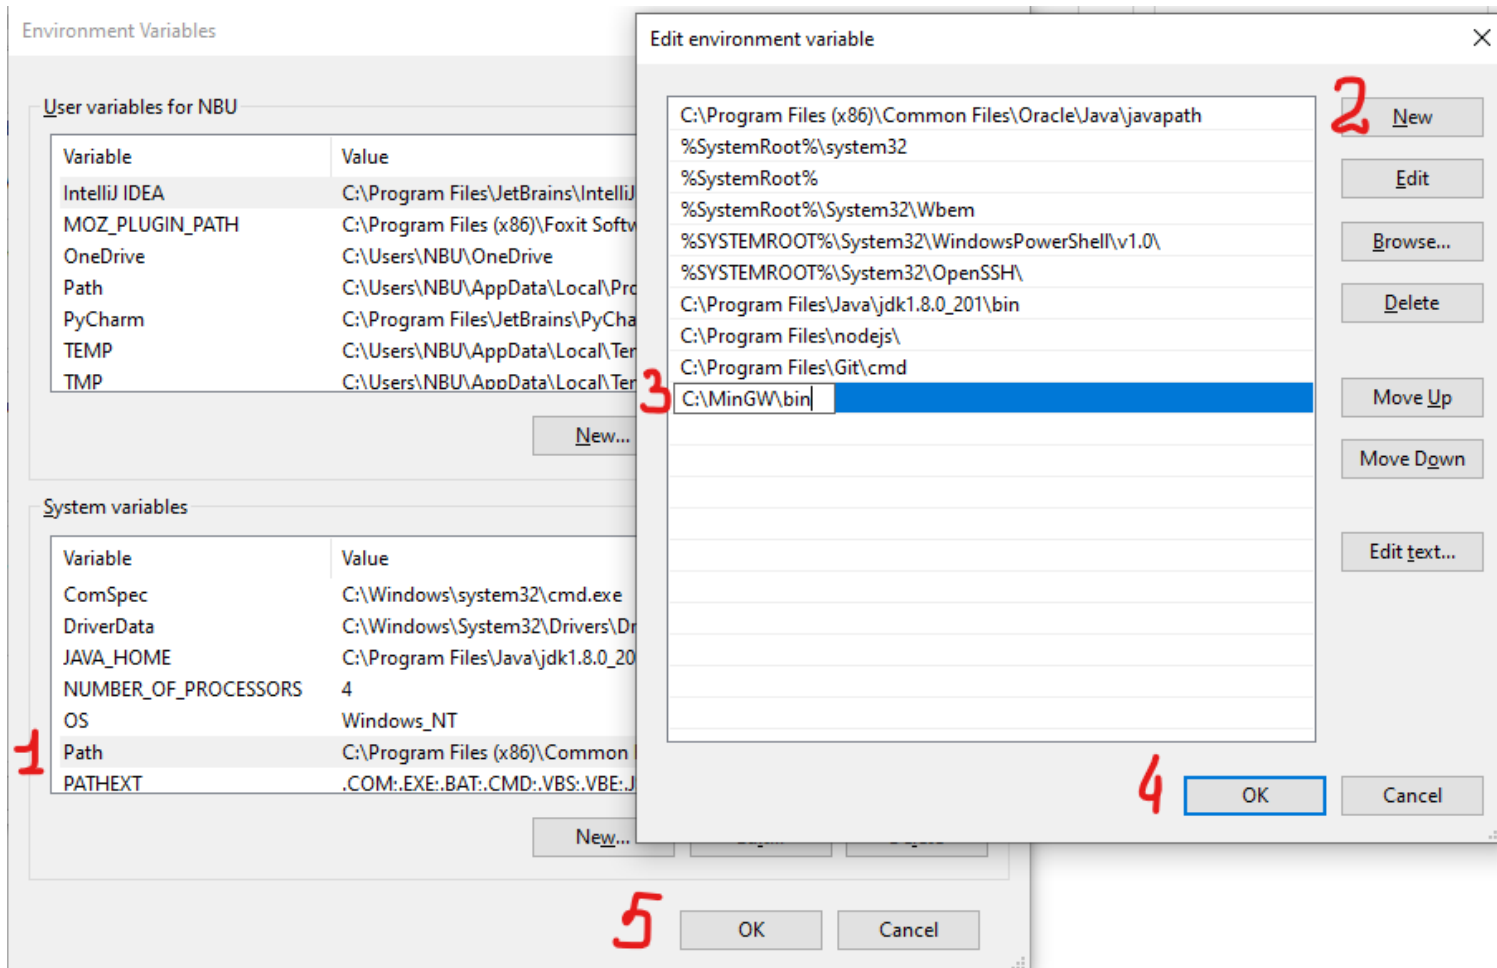 Environment Variables
User variables for NBU
Variable Value
IntelliJ IDEA C:\Program Files\JetBrains\IntelliJ
MOZ_PLUGIN_PATH C:\Program Files (x86)\Foxit Softw
OneDrive C:\Users\NBU\OneDrive
Path C:\Users\NBU\AppData\Local\Pro
PyCharm C:\Program Files\JetBrains\PyCha
TEMP C:\Users\NBU\AppData\Local\Ter
TMP C:\Users\NBU\AppData\Local\Ter
New...
System variables
Variable Value
ComSpec C:\Windows\system32\cmd.exe
DriverData C:\Windows\System32\Drivers\Dr
JAVA_HOME C:\Program Files\Java\jdk1.8.0_20
NUMBER_OF_PROCESSORS 4
OS Windows_NT
1 Path C:\Program Files (x86)\Common
PATHEXT .COM;.EXE;.BAT;.CMD;.VBS;.VBE;.J
New...
5 OK Cancel
Edit environment variable
C:\Program Files (x86)\Common Files\Oracle\Java\javapath
%SystemRoot%\system32
%SystemRoot%
%SystemRoot%\System32\Wbem
%SYSTEMROOT%\System32\WindowsPowerShell\v1.0\
%SYSTEMROOT%\System32\OpenSSH\
C:\Program Files\Java\jdk1.8.0_201\bin
C:\Program Files\nodejs\
C:\Program Files\Git\cmd
3 C:\MinGW\bin
2 New
Edit
Browse...
Delete
Move Up
Move Down
Edit text...
4 OK Cancel